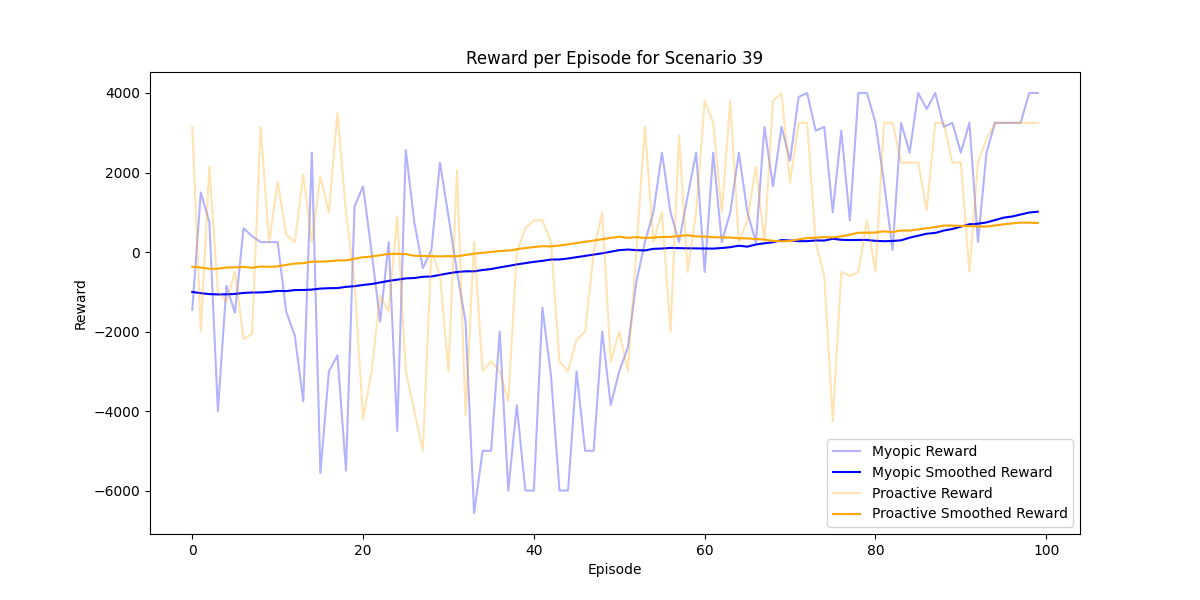 Reward per Episode for Scenario 39
Reward
4000
2000
0
−2000
−4000
−6000
0 20 40 60 80 100
Episode
Myopic Reward
Myopic Smoothed Reward
Proactive Reward
Proactive Smoothed Reward